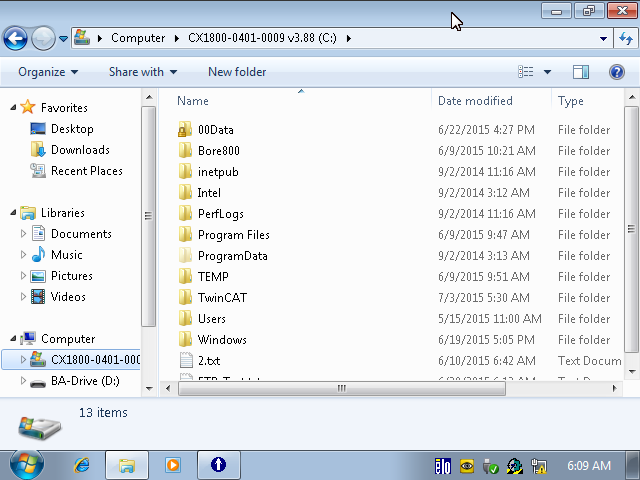 Computer CX1800-0401-0009 v3.88 (C:)
Organize Share with New folder
Favorites
Desktop
Downloads
Recent Places
Libraries
Documents
Music
Pictures
Videos
Computer
CX1800-0401-000
BA-Drive (D:)
Name Date modified Type
00Data 6/22/2015 4:27 PM File folder
Bore800 6/9/2015 10:21 AM File folder
inetpub 9/2/2014 11:16 AM File folder
Intel 9/2/2014 3:12 AM File folder
PerfLogs 9/2/2014 11:16 AM File folder
Program Files 6/9/2015 9:47 AM File folder
ProgramData 9/2/2014 3:13 AM File folder
TEMP 6/9/2015 9:51 AM File folder
TwinCAT 7/3/2015 5:30 AM File folder
Users 5/15/2015 11:00 AM File folder
Windows 6/19/2015 5:05 PM File folder
2.txt 6/10/2015 6:42 AM Text Docum
13 items
elo
6:09 AM